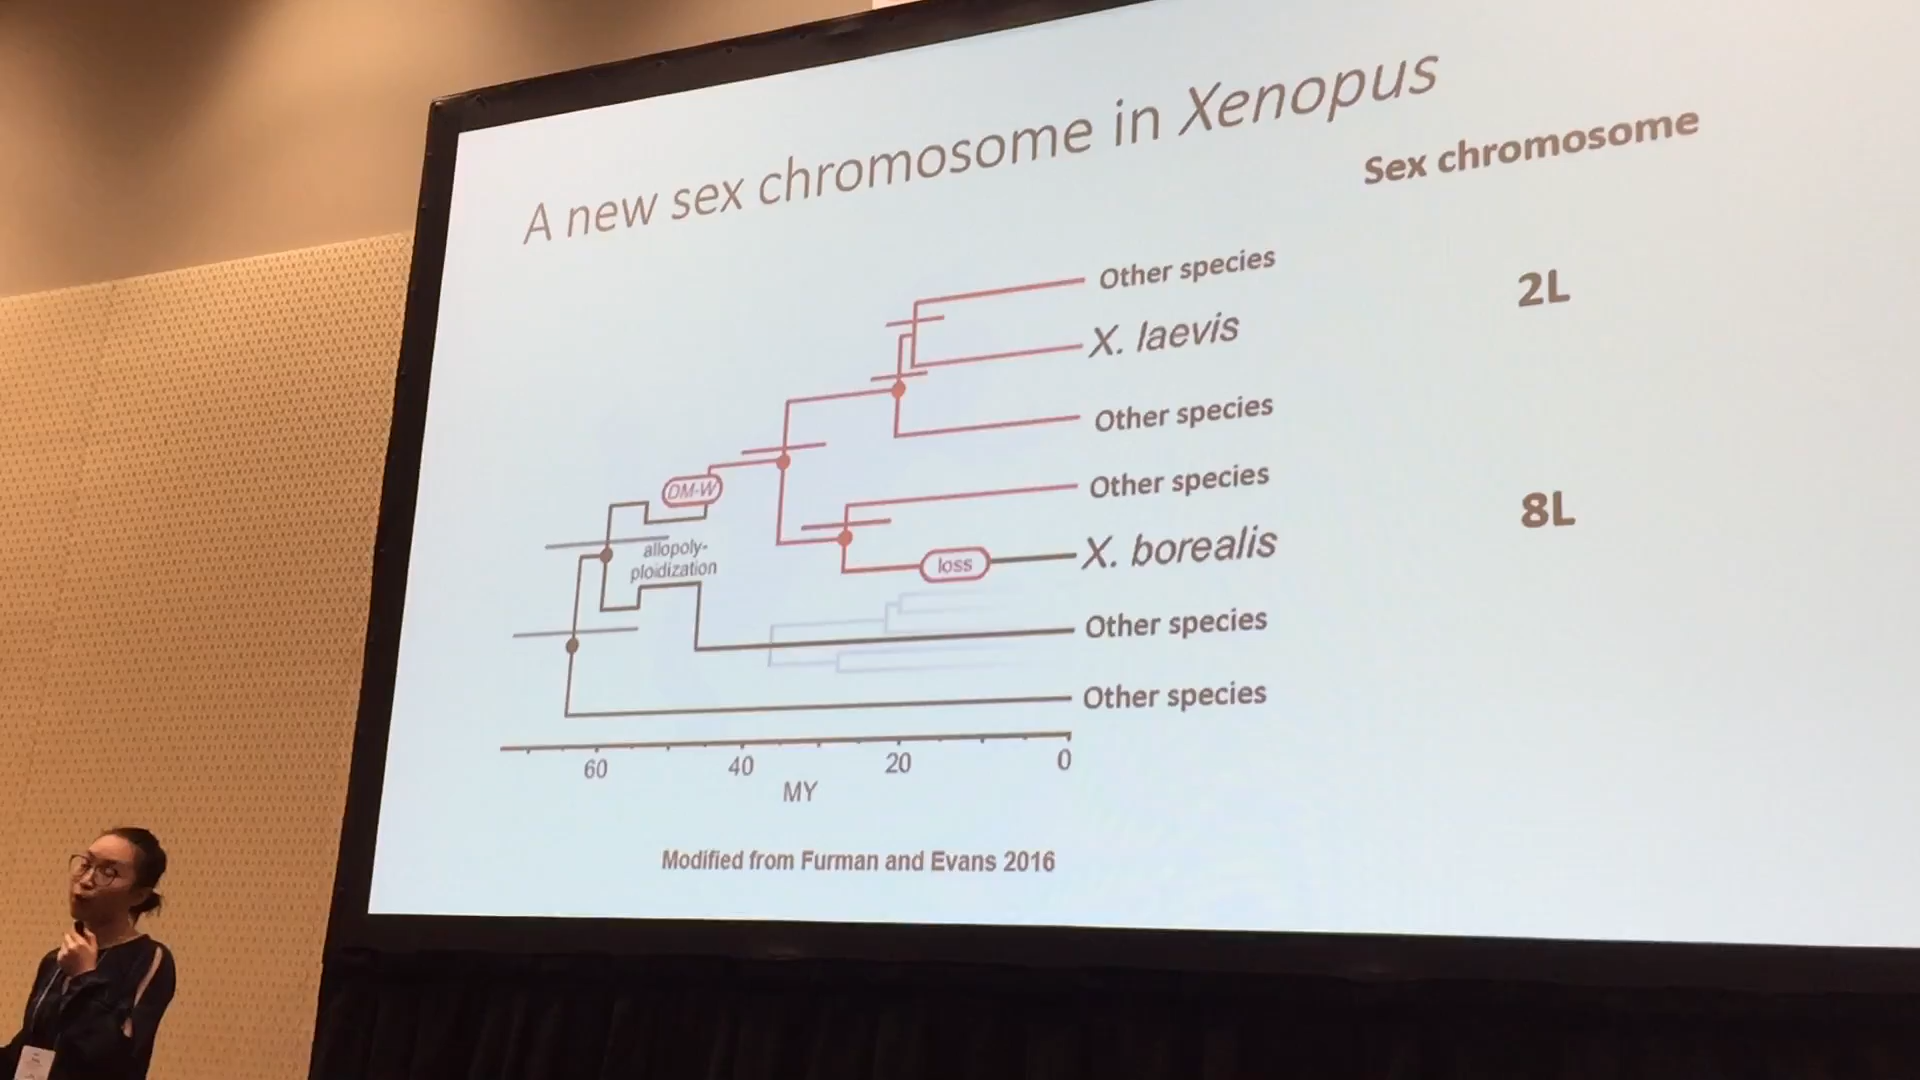 A new sex chromosome in Xenopus
Sex chromosome
Other species
2L
X. laevis
Other species
DM-W
Other species
8L
allopoly-
ploidization
loss
X. borealis
Other species
Other species
60 40 20 0
MY
Modified from Furman and Evans 2016